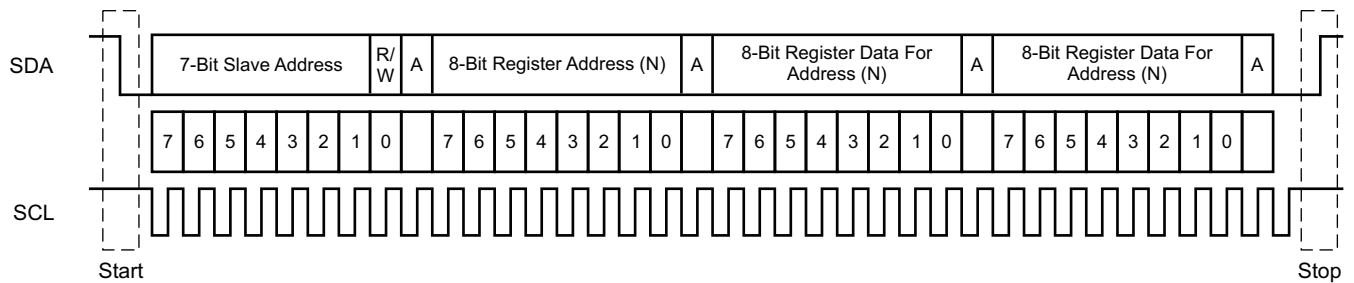 SDA
7-Bit Slave Address
R/
W
A
8-Bit Register Address (N)
A
8-Bit Register Data For
Address (N)
A
8-Bit Register Data For
Address (N)
A
7 6 5 4 3 2 1 0 7 6 5 4 3 2 1 0 7 6 5 4 3 2 1 0 7 6 5 4 3 2 1 0
SCL
Start
Stop